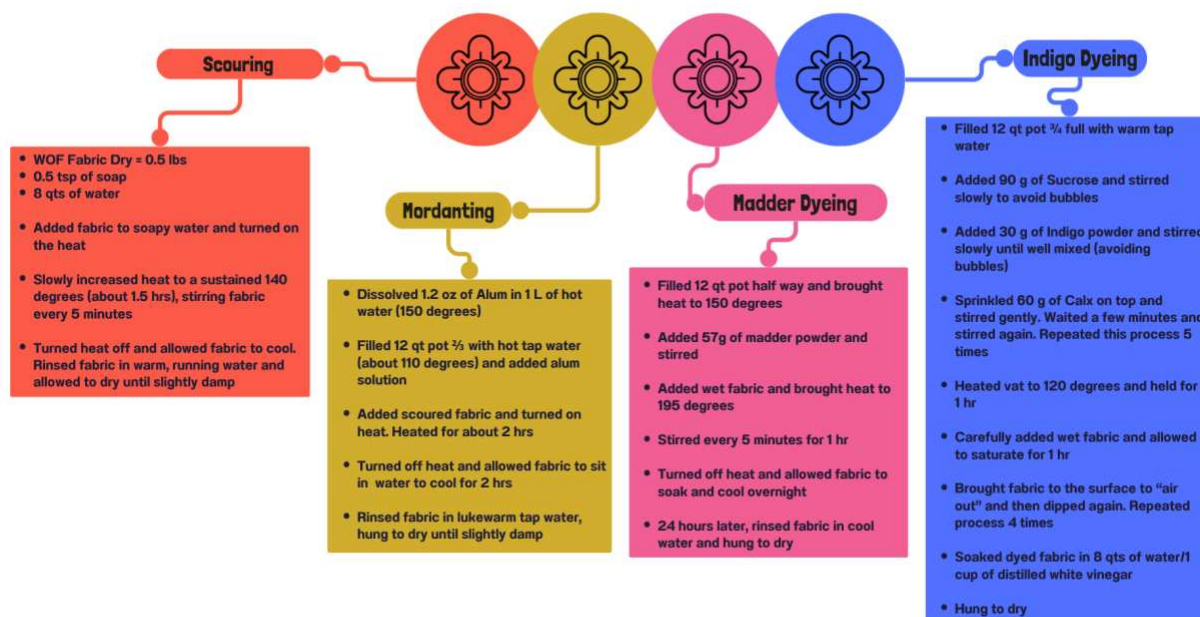 Scouring
• WOF Fabric Dry = 0.5 lbs
• 0.5 tsp of soap
• 8 qts of water
• Added fabric to soapy water and turned on
the heat
• Slowly increased heat to a sustained 140
degrees (about 1.5 hrs), stirring fabric
every 5 minutes
• Turned heat off and allowed fabric to cool.
Rinsed fabric in warm, running water and
allowed to dry until slightly damp
Mordanting
• Dissolved 1.2 oz of Alum in 1 L of hot
water (150 degrees)
• Filled 12 qt pot ⅔ with hot tap water
(about 110 degrees) and added alum
solution
• Added scoured fabric and turned on
heat. Heated for about 2 hrs
• Turned off heat and allowed fabric to sit
in water to cool for 2 hrs
• Rinsed fabric in lukewarm tap water,
hung to dry until slightly damp
Madder Dyeing
• Filled 12 qt pot half way and brought
heat to 150 degrees
• Added 57g of madder powder and
stirred
• Added wet fabric and brought heat to
195 degrees
• Stirred every 5 minutes for 1 hr
• Turned off heat and allowed fabric to
soak and cool overnight
• 24 hours later, rinsed fabric in cool
water and hung to dry
Indigo Dyeing
• Filled 12 qt pot ¾ full with warm tap
water
• Added 90 g of Sucrose and stirred
slowly to avoid bubbles
• Added 30 g of Indigo powder and stirred
slowly until well mixed (avoiding
bubbles)
• Sprinkled 60 g of Calx on top and
stirred gently. Waited a few minutes and
stirred again. Repeated this process 5
times
• Heated vat to 120 degrees and held for
1 hr
• Carefully added wet fabric and allowed
to saturate for 1 hr
• Brought fabric to the surface to “air
out” and then dipped again. Repeated
process 4 times
• Soaked dyed fabric in 8 qts of water/1
cup of distilled white vinegar
• Hung to dry